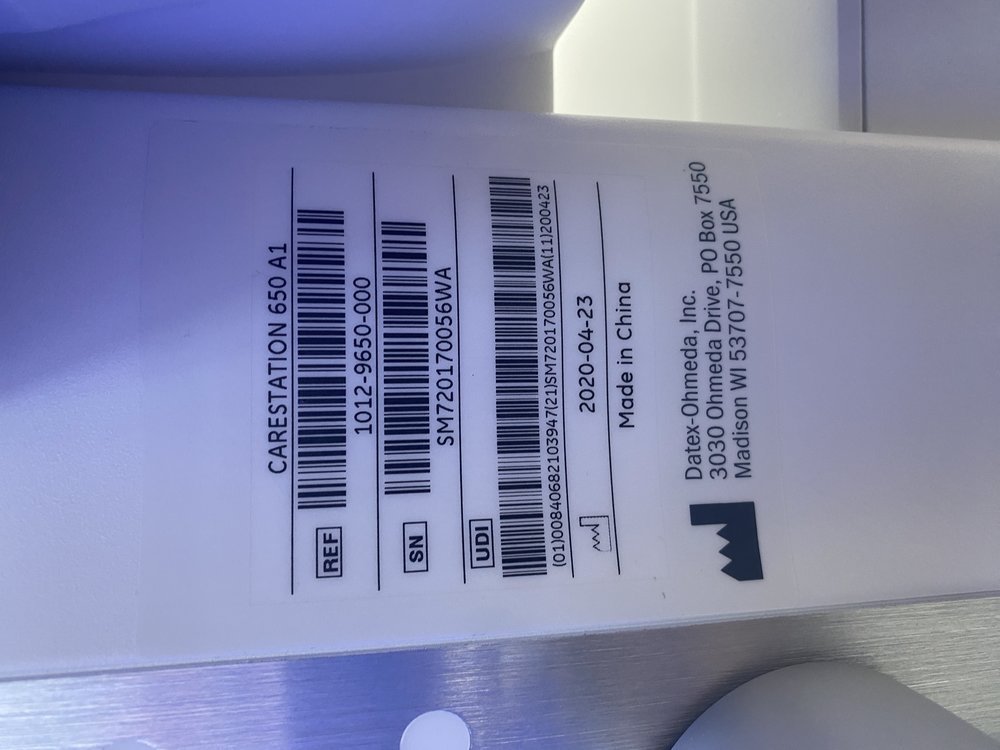 CARESTATION 650 A1
REF
1012-9650-000
SN
SM720170056WA
UDI
(01)00840682103947(21)SM720170056WA(11)200423
2020-04-23
Made in China
Datex-Ohmeda, Inc.
3030 Ohmeda Drive, PO Box 7550
Madison WI 53707-7550 USA